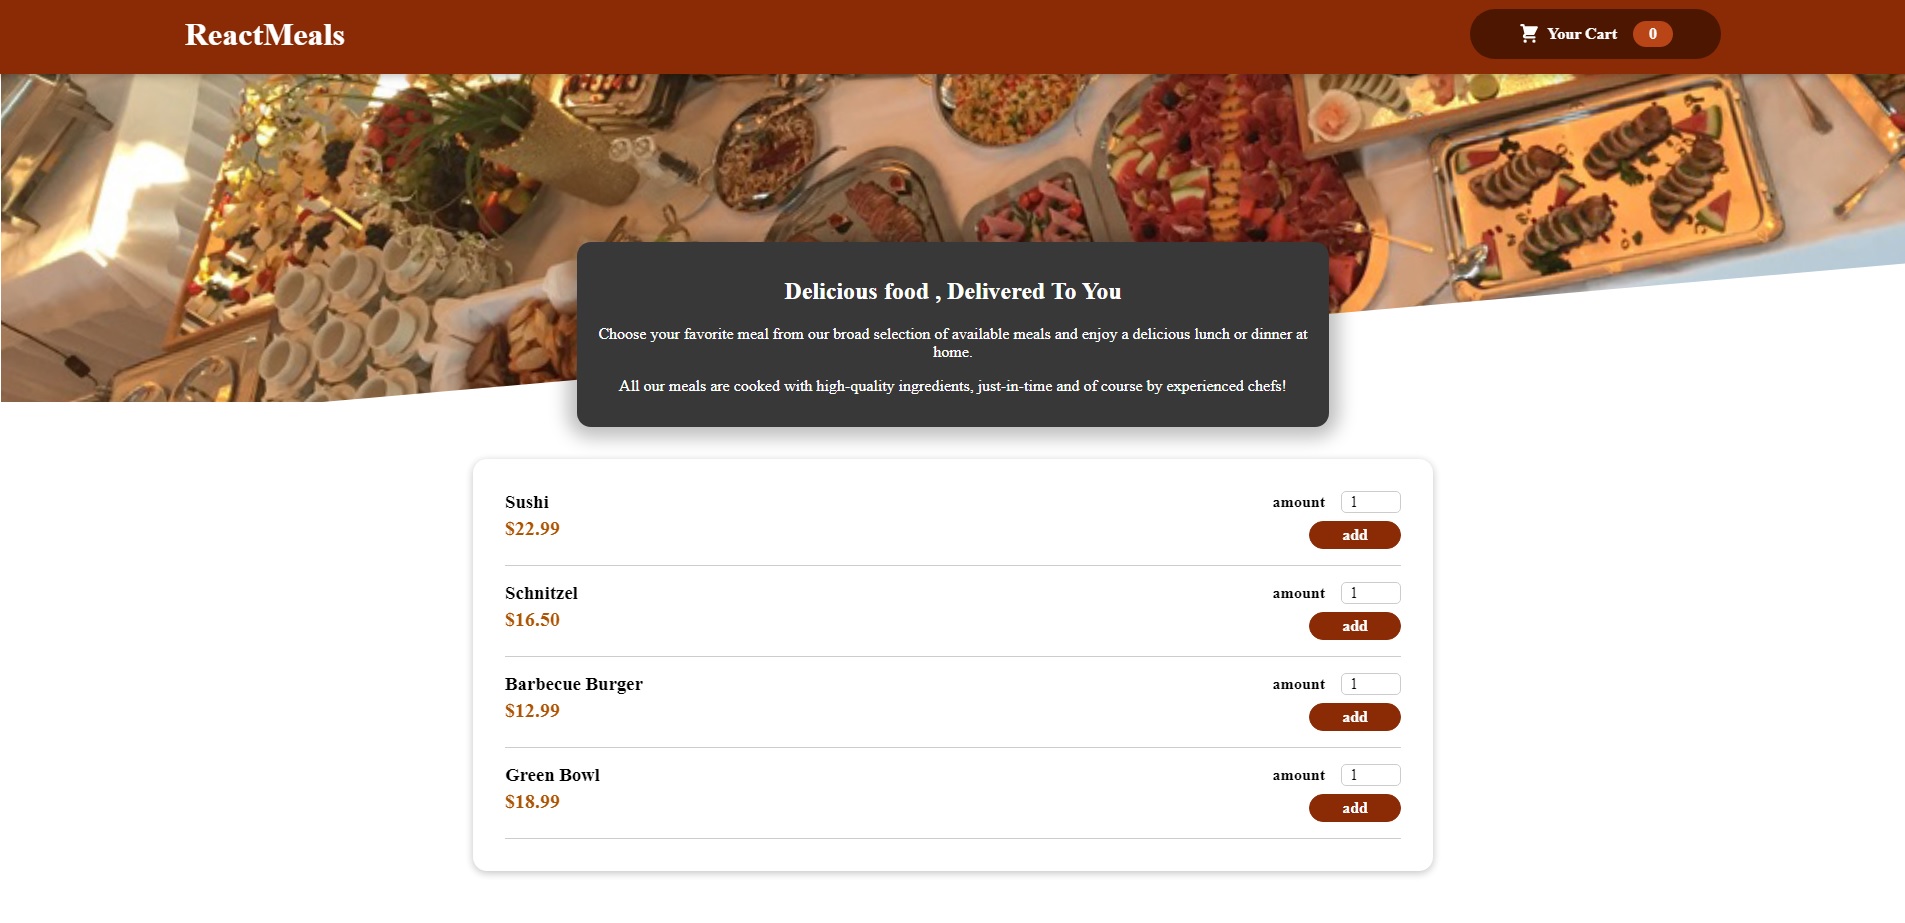 ReactMeals
Your Cart 0
Delicious food , Delivered To You
Choose your favorite meal from our broad selection of available meals and enjoy a delicious lunch or dinner at
home.
All our meals are cooked with high-quality ingredients, just-in-time and of course by experienced chefs!
Sushi
$22.99
amount 1
add
Schnitzel
$16.50
amount 1
add
Barbecue Burger
$12.99
amount 1
add
Green Bowl
$18.99
amount 1
add